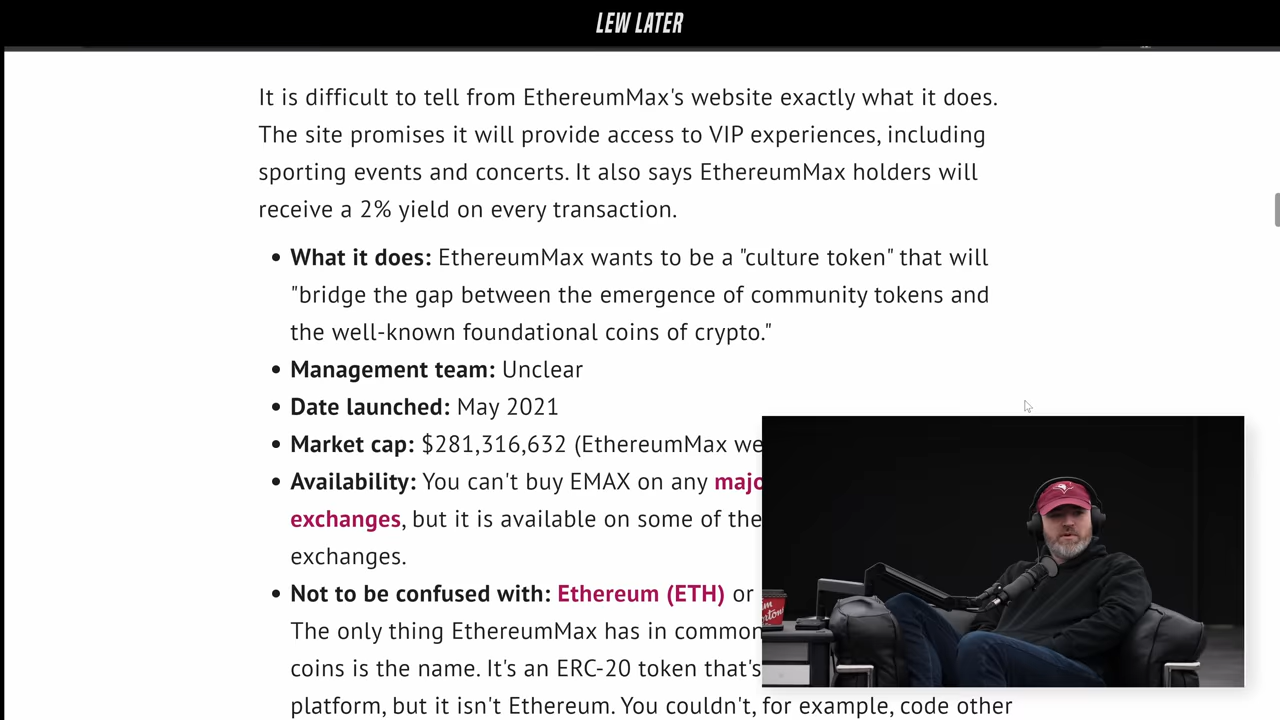 LEW LATER
It is difficult to tell from EthereumMax's website exactly what it does.
The site promises it will provide access to VIP experiences, including
sporting events and concerts. It also says EthereumMax holders will
receive a 2% yield on every transaction.
• What it does: EthereumMax wants to be a "culture token" that will
"bridge the gap between the emergence of community tokens and
the well-known foundational coins of crypto."
• Management team: Unclear
• Date launched: May 2021
• Market cap: $281,316,632 (EthereumMax we
• Availability: You can't buy EMAX on any majo
exchanges, but it is available on some of the
exchanges.
• Not to be confused with: Ethereum (ETH) or
The only thing EthereumMax has in common
coins is the name. It's an ERC-20 token that's
platform, but it isn't Ethereum. You couldn't, for example, code other